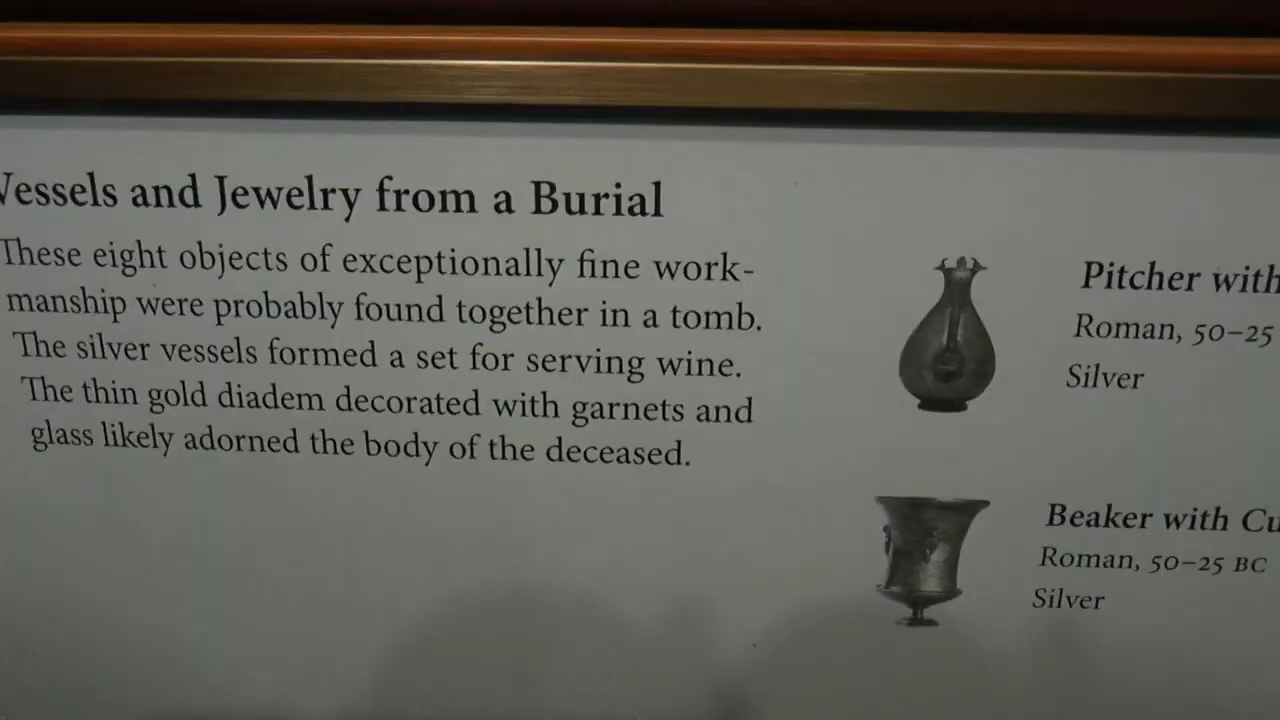 Vessels and Jewelry from a Burial
These eight objects of exceptionally fine work-
manship were probably found together in a tomb.
The silver vessels formed a set for serving wine.
The thin gold diadem decorated with garnets and
glass likely adorned the body of the deceased.
Pitcher with
Roman, 50–25
Silver
Beaker with Cu
Roman, 50–25 BC
Silver